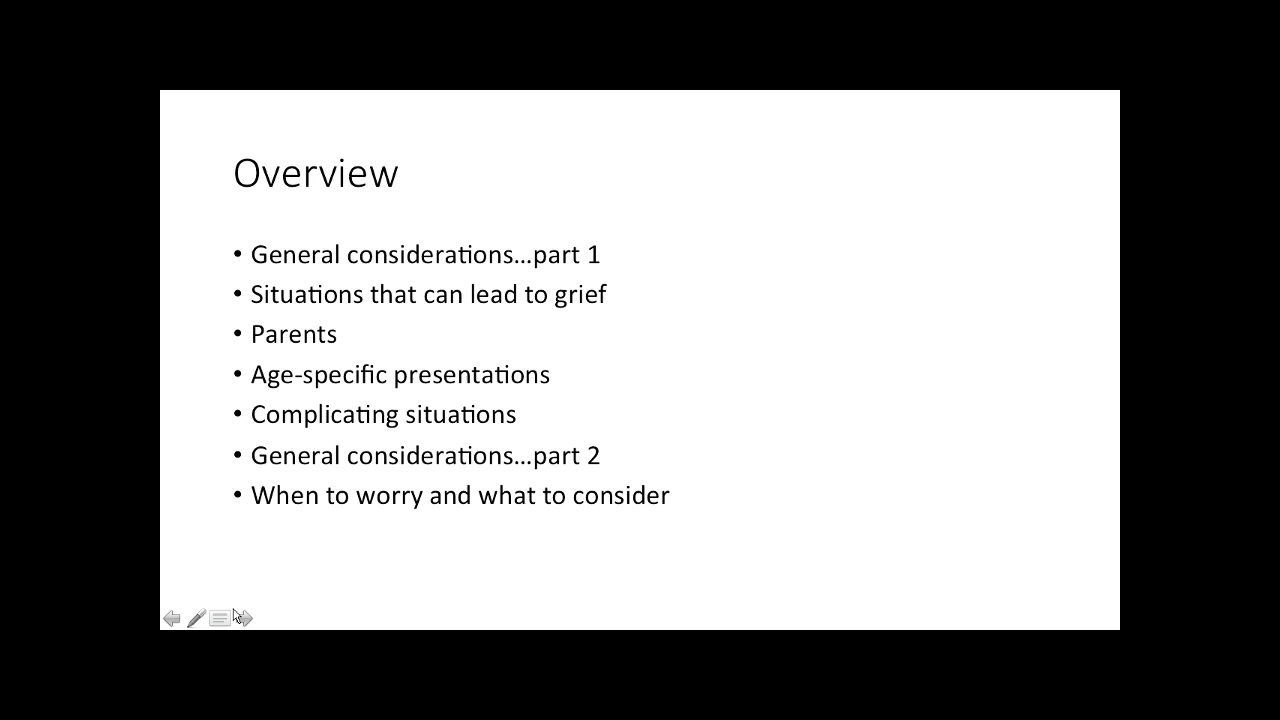 Overview
• General considerations...part 1
• Situations that can lead to grief
• Parents
• Age-specific presentations
• Complicating situations
• General considerations...part 2
• When to worry and what to consider